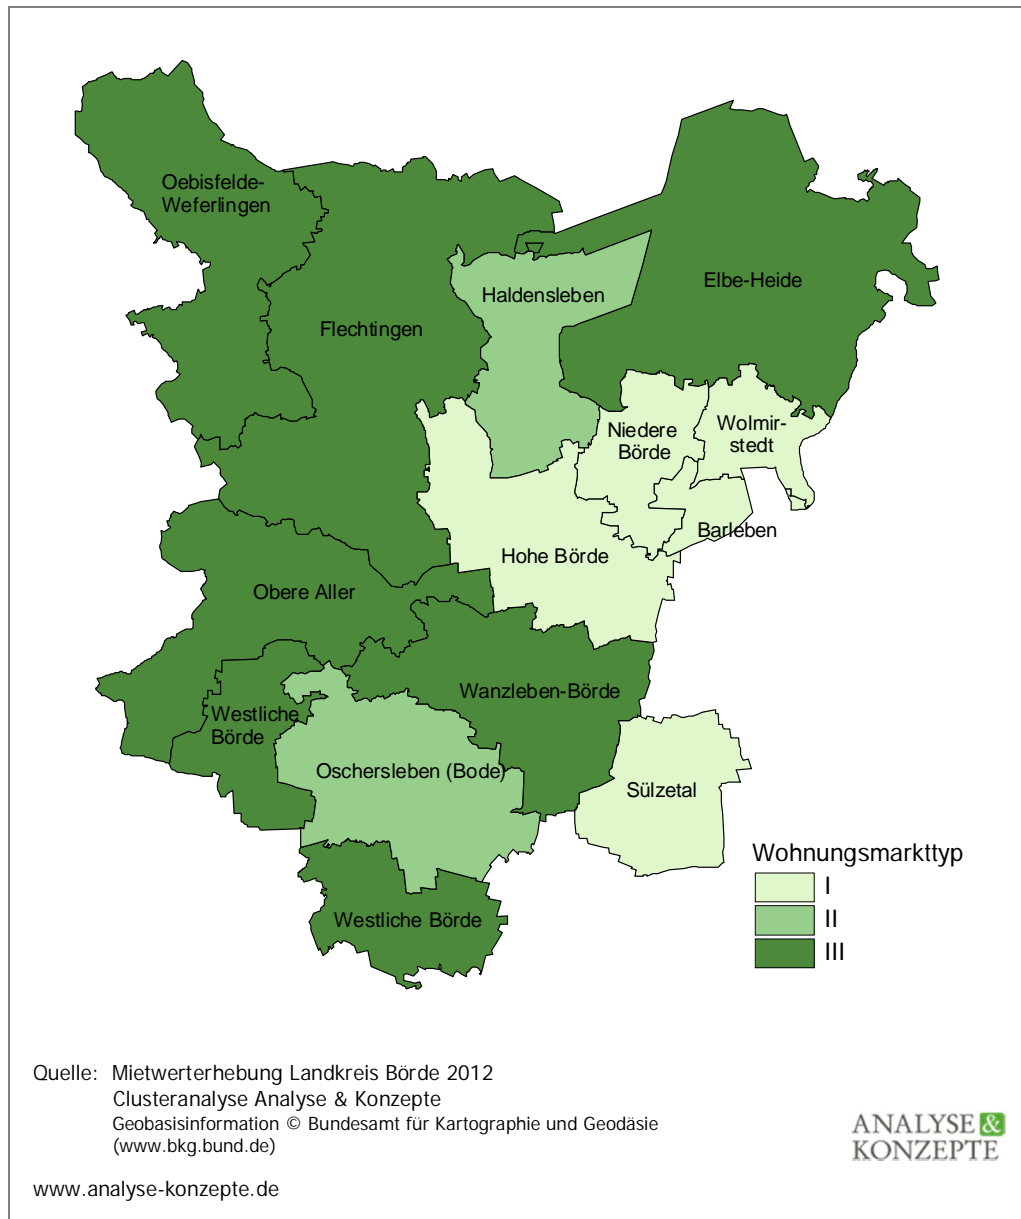 Oebisfelde-
Weferlingen
Haldensleben
Elbe-Heide
Flechtingen
Niedere
Börde
Wolmir-
stedt
Barleben
Hohe Börde
Obere Aller
Wanzleben-Börde
Westliche
Börde
Oschersleben (Bode)
Sülzetal
Westliche Börde
Wohnungsmarkttyp
I
II
III
Quelle: Mietwerterhebung Landkreis Börde 2012
Clusteranalyse Analyse & Konzepte
Geobasisinformation © Bundesamt für Kartographie und Geodäsie
(www.bkg.bund.de)
ANALYSE &
KONZEPTE
www.analyse-konzepte.de